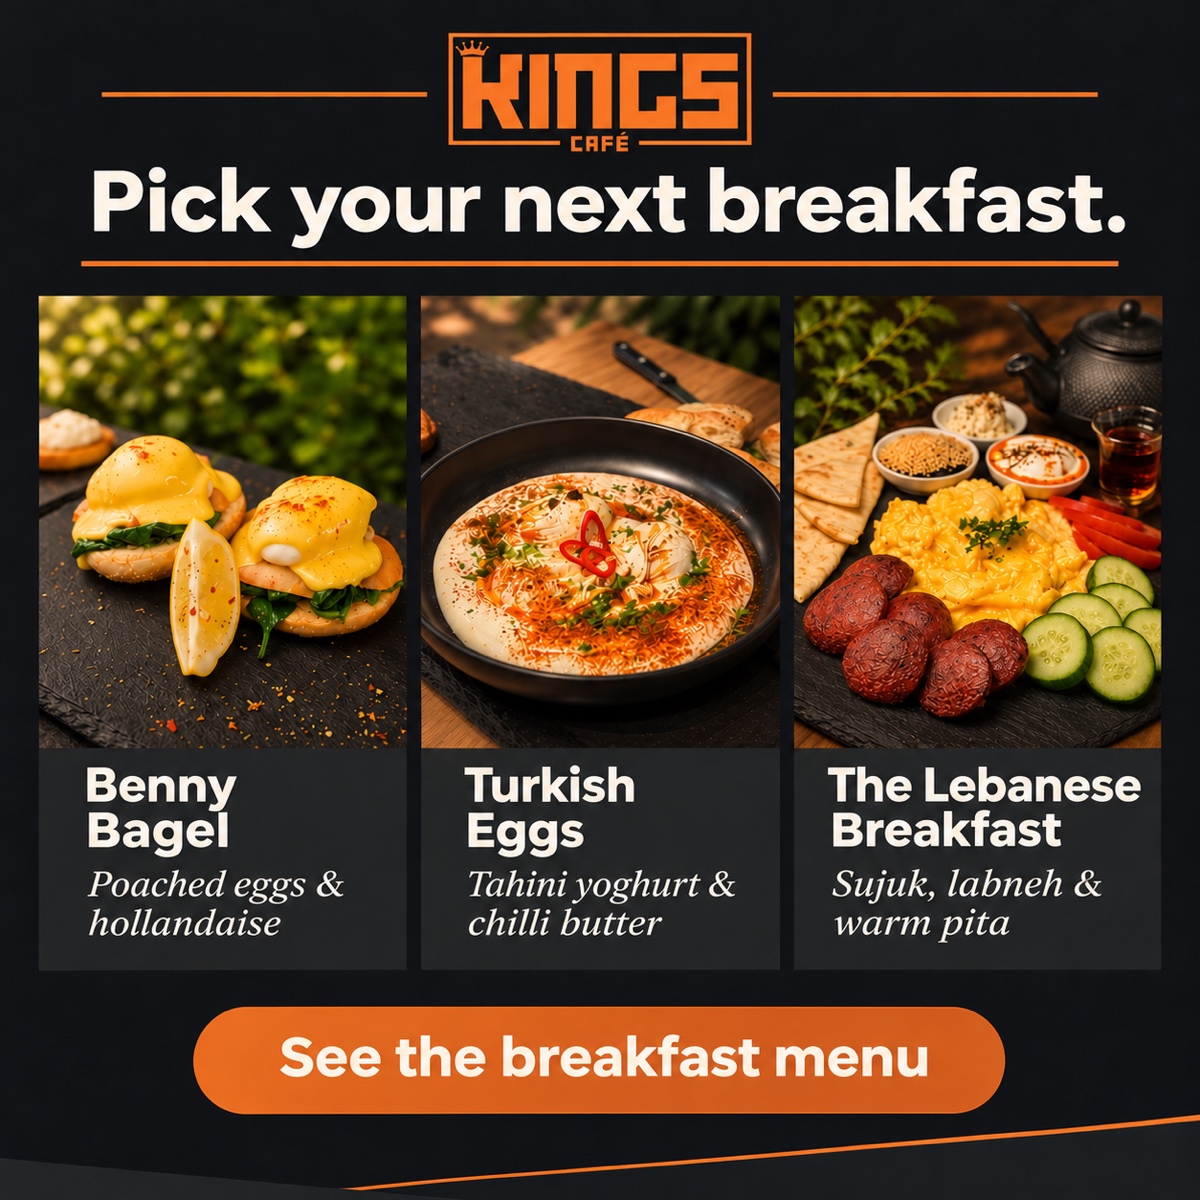 KINGS
CAFÉ
Pick your next breakfast.
Benny
Bagel
Poached eggs &
hollandaise
Turkish
Eggs
Tahini yoghurt &
chilli butter
The Lebanese
Breakfast
Sujuk, labneh &
warm pita
See the breakfast menu